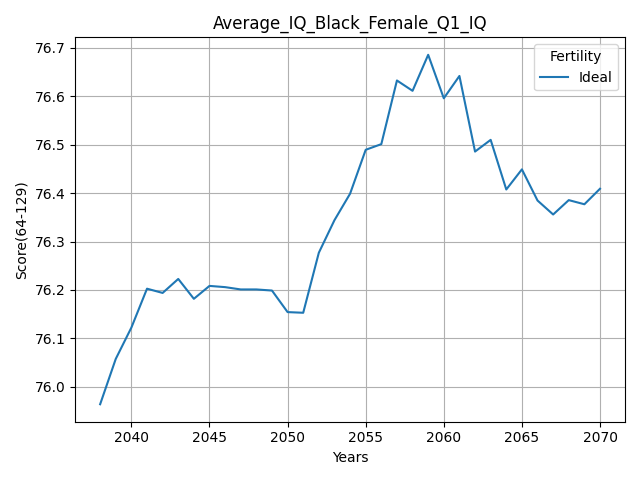 Average_IQ_Black_Female_Q1_IQ
Fertility
Ideal
Score(64-129)
76.7
76.6
76.5
76.4
76.3
76.2
76.1
76.0
2040 2045 2050 2055 2060 2065 2070
Years